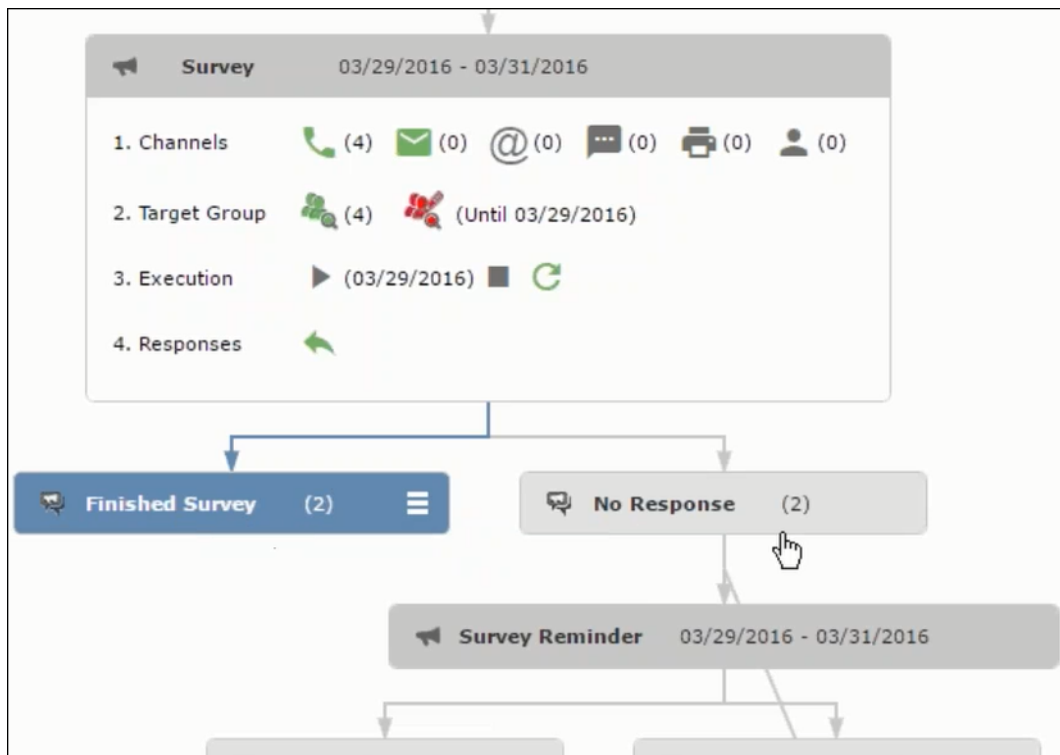 Survey 03/29/2016 - 03/31/2016
1. Channels (4) (0) @ (0) (0) (0) (0)
2. Target Group (4) (Until 03/29/2016)
3. Execution (03/29/2016)
4. Responses
Finished Survey (2)
No Response (2)
Survey Reminder 03/29/2016 - 03/31/2016